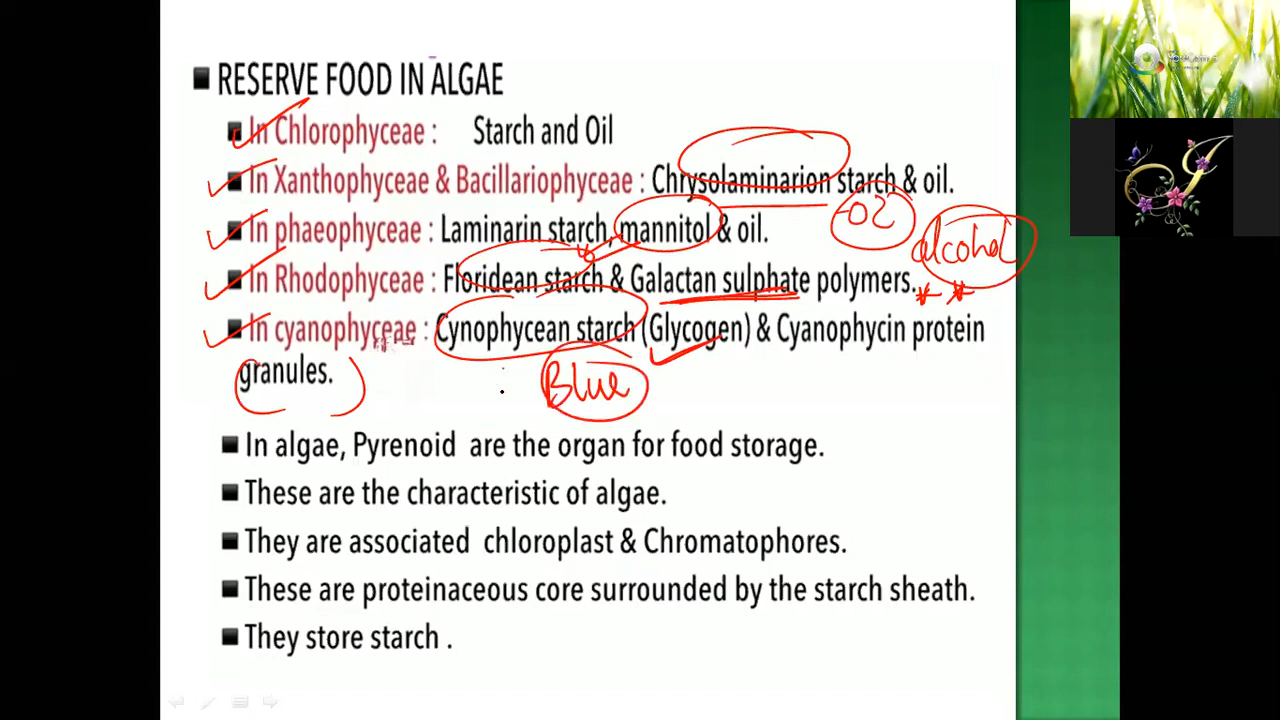 RESERVE FOOD IN ALGAE
In Chlorophyceae : Starch and Oil
In Xanthophyceae & Bacillariophyceae : Chrysolaminarion starch & oil.
In phaeophyceae : Laminarin starch, mannitol & oil.
-OL
alcohol
In Rhodophyceae : Floridean starch & Galactan sulphate polymers.
In cyanophyceae : Cynophycean starch (Glycogen) & Cyanophycin protein
granules.
Blue
In algae, Pyrenoid are the organ for food storage.
These are the characteristic of algae.
They are associated chloroplast & Chromatophores.
These are proteinaceous core surrounded by the starch sheath.
They store starch .